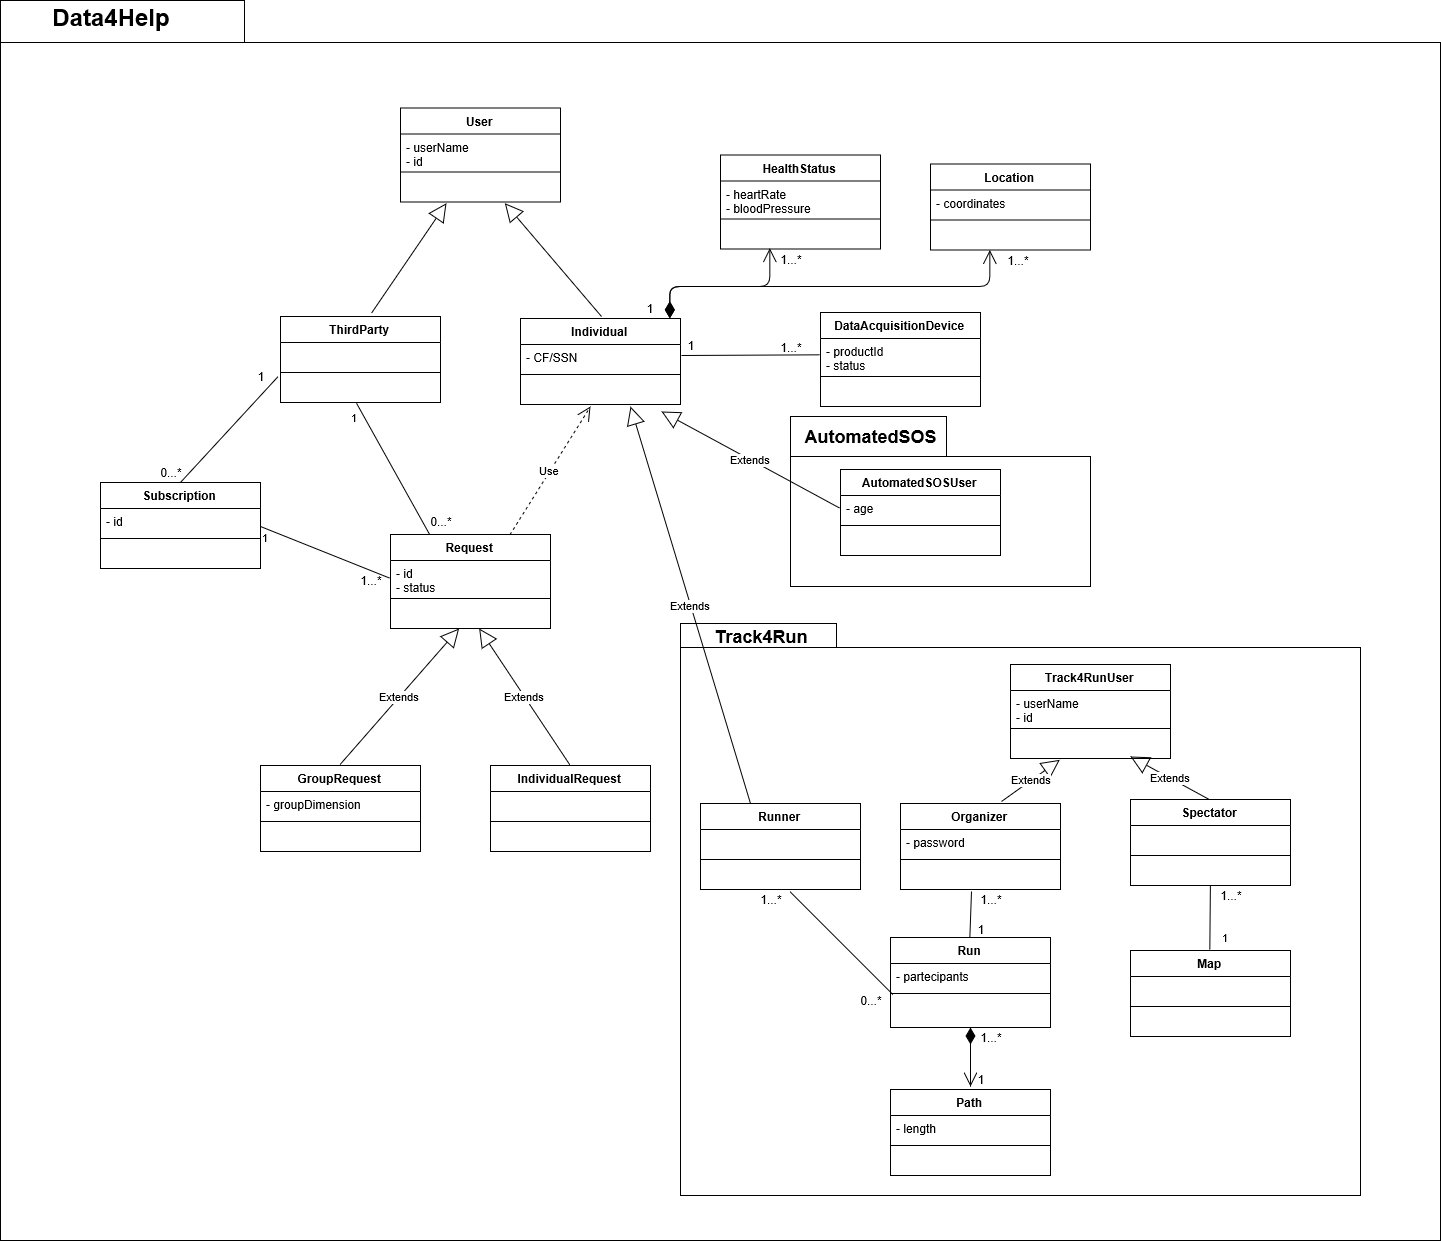 Data4Help
User
- userName
- id
HealthStatus
- heartRate
- bloodPressure
Location
- coordinates
1...*
1...*
1
ThirdParty
Individual
- CF/SSN
1
1...*
DataAcquisitionDevice
- productId
- status
1
1
AutomatedSOS
Extends
0...*
Use
Subscription
- id
AutomatedSOSUser
- age
0...*
1
1...*
Request
- id
- status
Extends
Track4Run
Track4RunUser
- userName
- id
Extends
Extends
GroupRequest
- groupDimension
IndividualRequest
Extends
Extends
Runner
Organizer
- password
Spectator
1...*
1...*
1...*
1
1
Run
- partecipants
0...*
Map
1...*
1
Path
- length